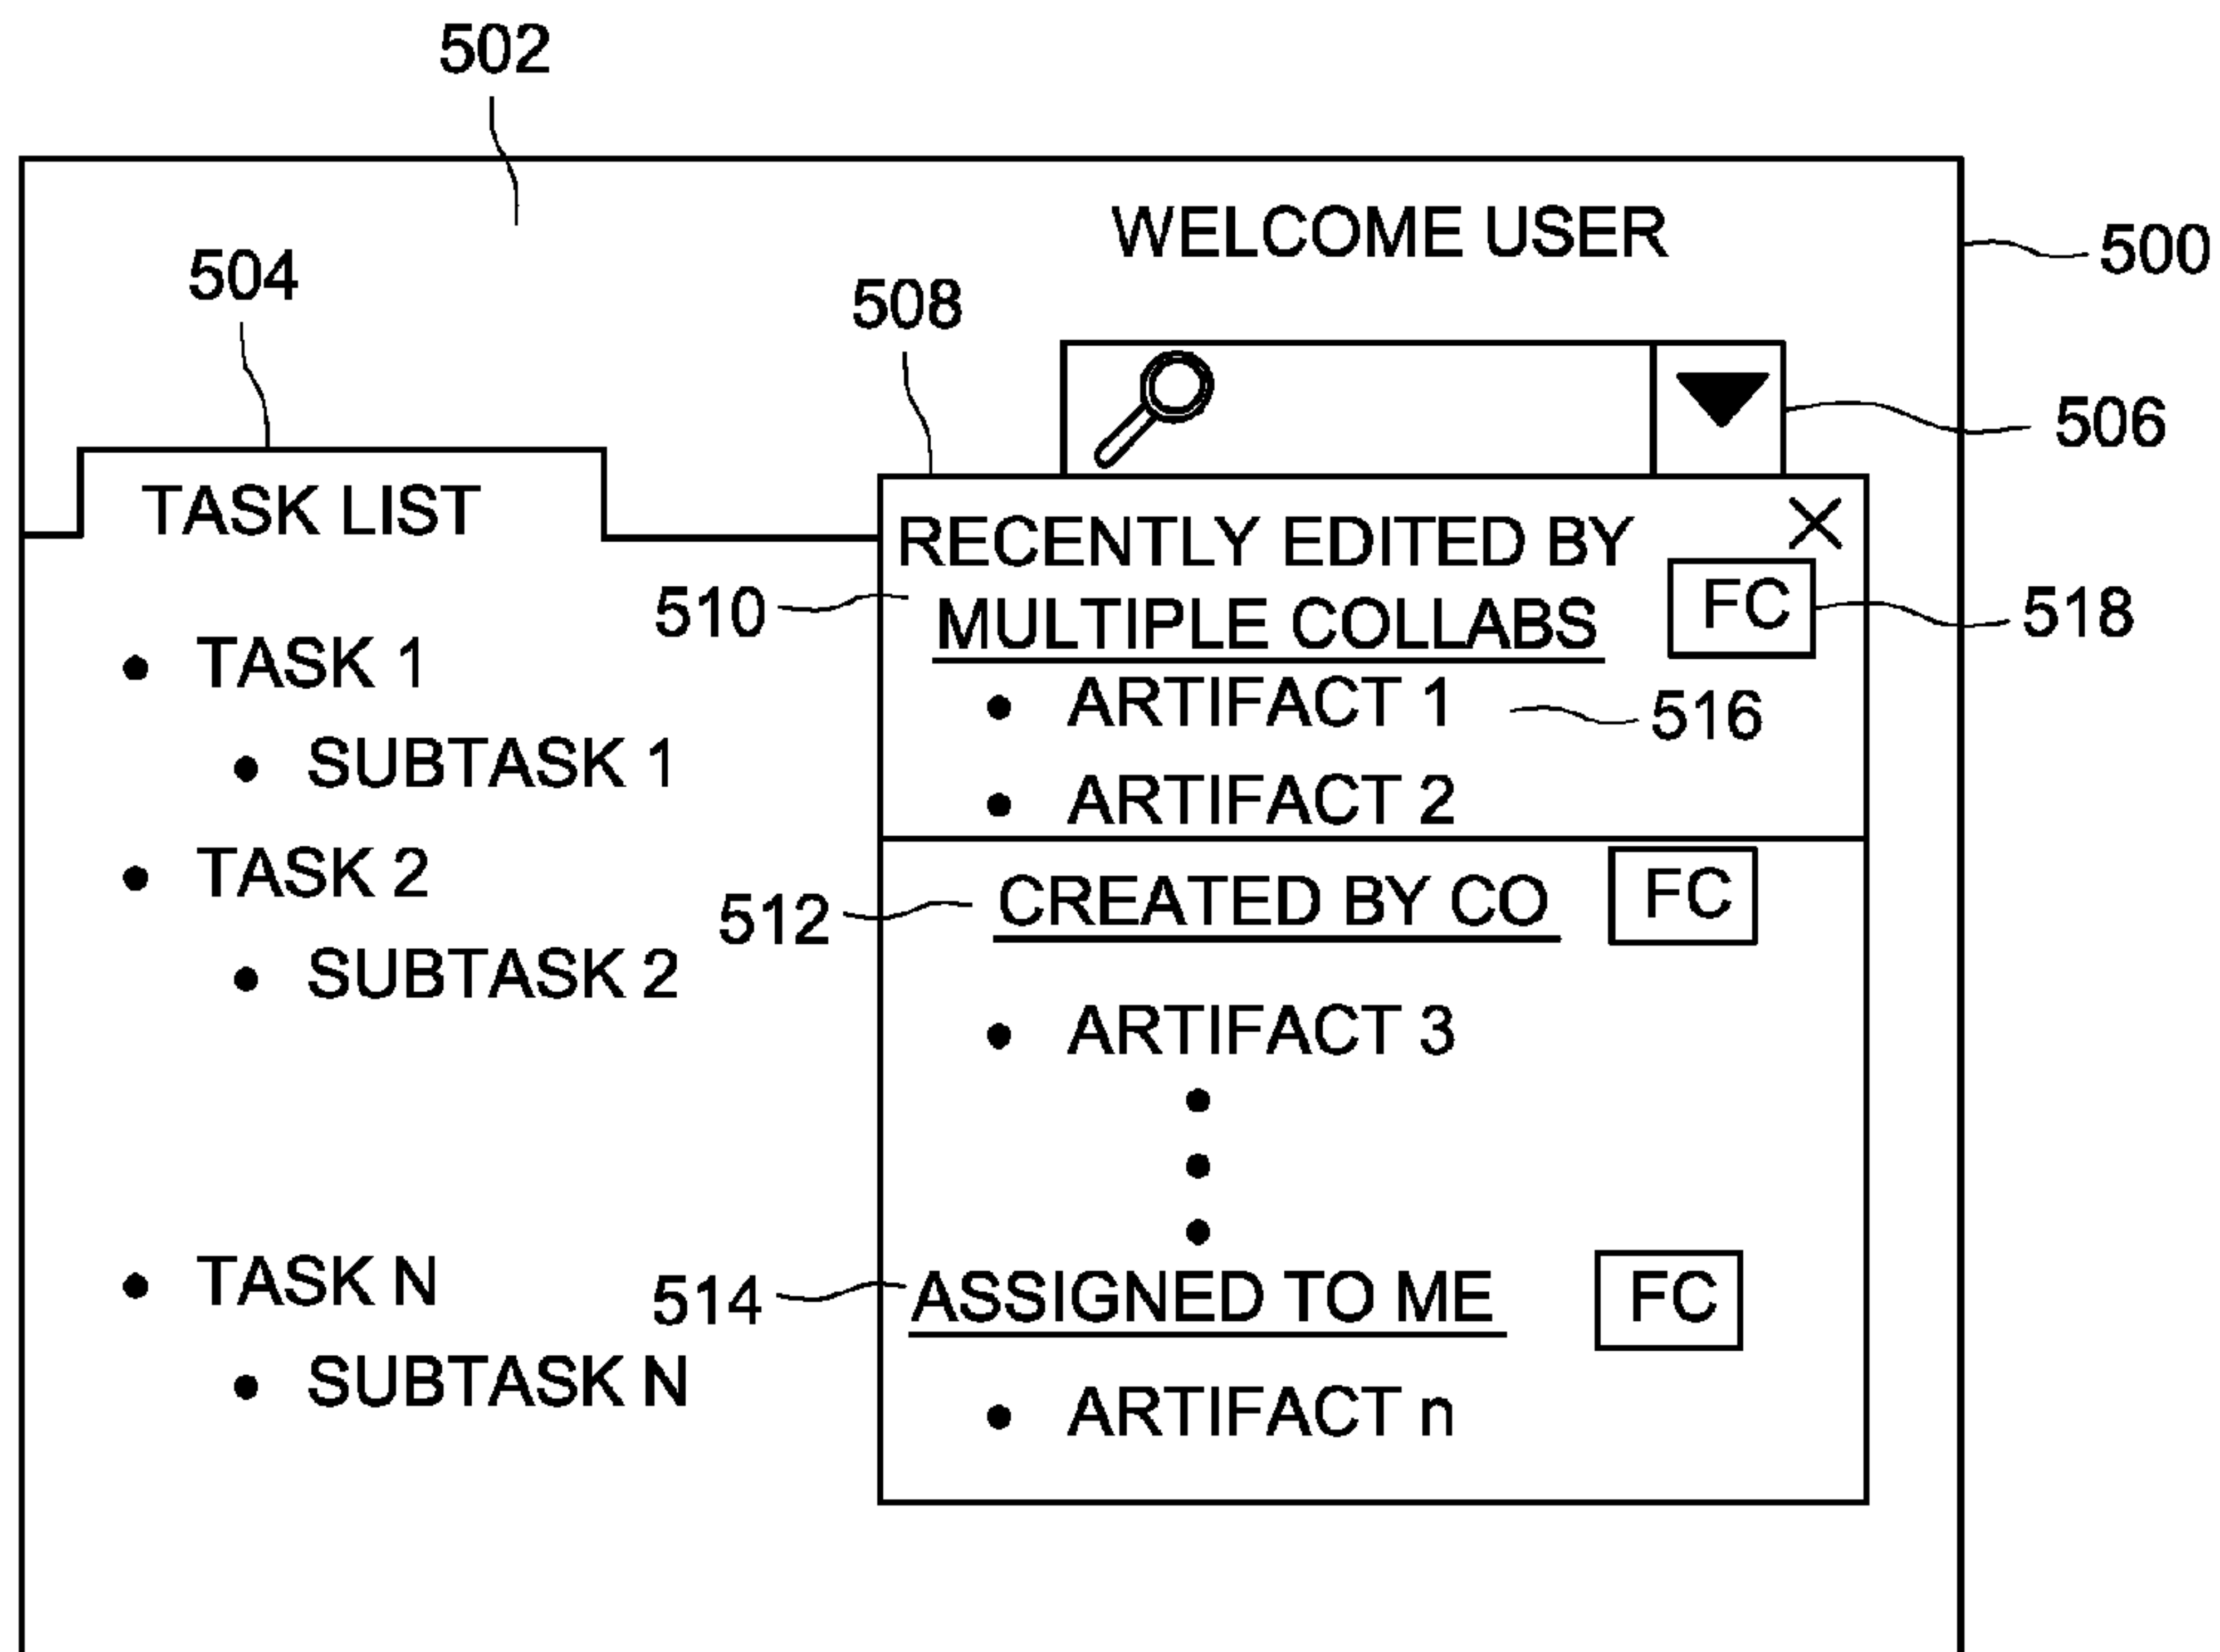 502
WELCOME USER
500
504
508
506
TASK LIST
RECENTLY EDITED BY
X
510
MULTIPLE COLLABS
FC
518
• TASK 1
• ARTIFACT 1
516
• SUBTASK 1
• ARTIFACT 2
• TASK 2
512
CREATED BY CO
FC
• SUBTASK 2
• ARTIFACT 3
• TASK N
514
ASSIGNED TO ME
FC
• SUBTASK N
• ARTIFACT n